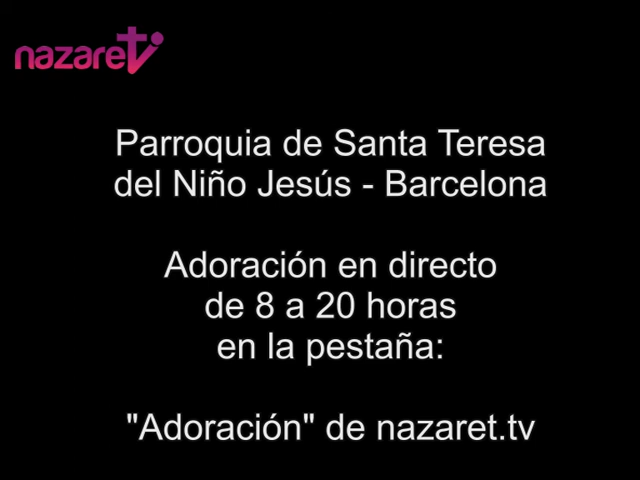 nazaretv
Parroquia de Santa Teresa
del Niño Jesús - Barcelona
Adoración en directo
de 8 a 20 horas
en la pestaña:
"Adoración" de nazaret.tv